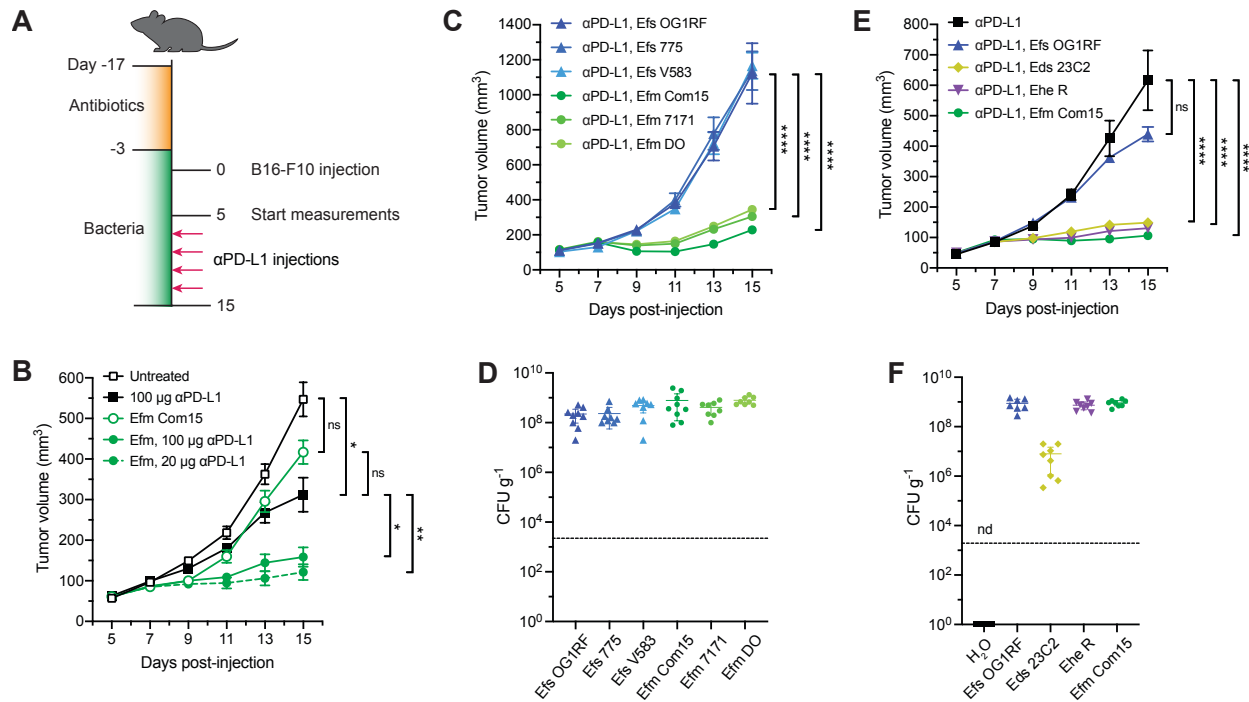 A
Day -17
Antibiotics
-3
0 B16-F10 injection
5 Start measurements
Bacteria
αPD-L1 injections
15
B
Untreated
100 µg αPD-L1
Efm Com15
Efm, 100 µg αPD-L1
Efm, 20 µg αPD-L1
Tumor volume (mm³)
600
500
400
300
200
100
0
5 7 9 11 13 15
Days post-injection
ns
*
ns
*
**
C
αPD-L1, Efs OG1RF
αPD-L1, Efs 775
αPD-L1, Efs V583
αPD-L1, Efm Com15
αPD-L1, Efm 7171
αPD-L1, Efm DO
Tumor volume (mm³)
1400
1200
1000
800
600
400
200
0
5 7 9 11 13 15
Days post-injection
****
****
****
D
CFU g⁻¹
10¹⁰
10⁸
10⁶
10⁴
10²
10⁰
Efs OG1RF
Efs 775
Efs V583
Efm Com15
Efm 7171
Efm DO
E
αPD-L1
αPD-L1, Efs OG1RF
αPD-L1, Eds 23C2
αPD-L1, Ehe R
αPD-L1, Efm Com15
Tumor volume (mm³)
800
700
600
500
400
300
200
100
0
5 7 9 11 13 15
Days post-injection
ns
****
****
****
F
CFU g⁻¹
10¹⁰
10⁸
10⁶
10⁴
10²
10⁰
nd
H₂O
Efs OG1RF
Eds 23C2
Ehe R
Efm Com15